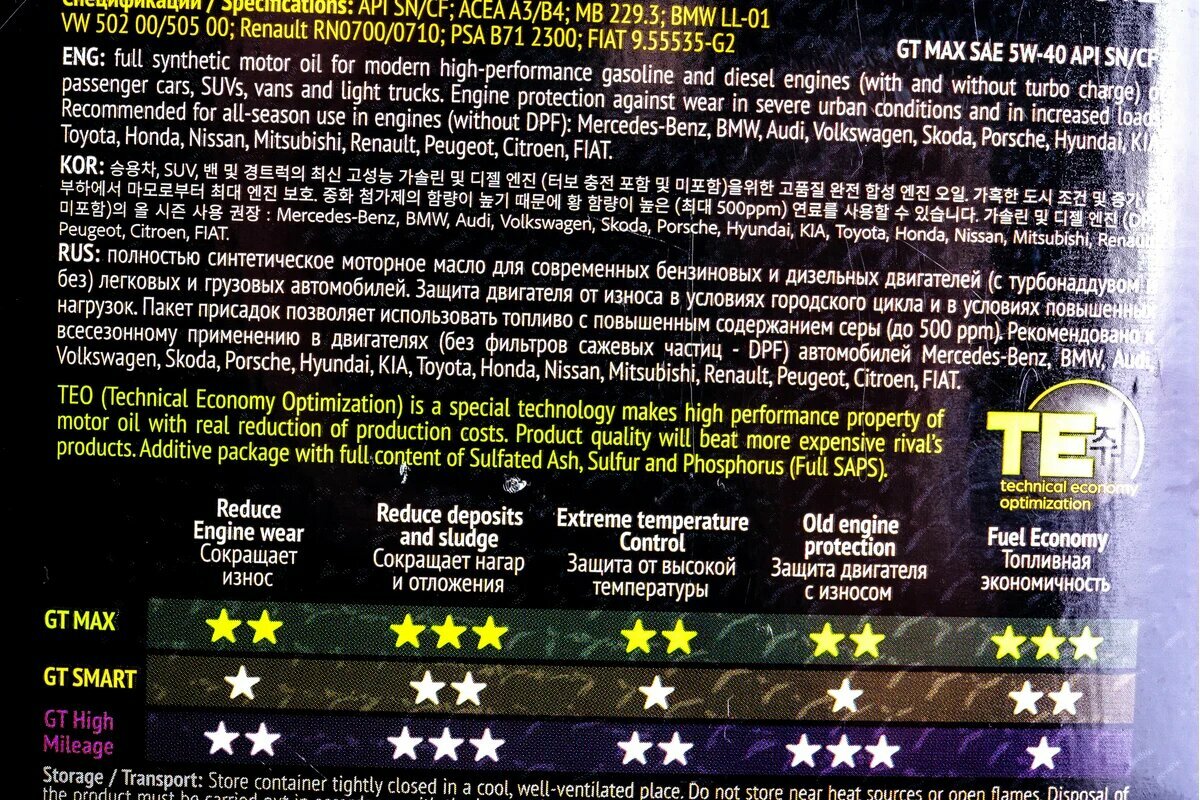 Спецификации / Specifications: API SN/CF; ACEA A3/B4; MB 229.3; BMW LL-01
VW 502 00/505 00; Renault RN0700/0710; PSA B71 2300; FIAT 9.55535-G2
GT MAX SAE 5W-40 API SN/CF
ENG: full synthetic motor oil for modern high-performance gasoline and diesel engines (with and without turbo charge)
passenger cars, SUVs, vans and light trucks. Engine protection against wear in severe urban conditions and in increased
Recommended for all-season use in engines (without DPF): Mercedes-Benz, BMW, Audi, Volkswagen, Skoda, Porsche, Hyundai, KIA
Toyota, Honda, Nissan, Mitsubishi, Renault, Peugeot, Citroen, FIAT.
KOR: 승용차, SUV, 밴 및 경트럭의 최신 고성능 가솔린 및 디젤 엔진 (터보 충전 포함 및 미포함)을위한 고품질 완전 합성 엔진 오일. 가혹한 도시 조건 및 증가
부하에서 마모로부터 최대 엔진 보호. 중화 첨가제의 함량이 높기 때문에 황 함량이 높은 (최대 500ppm) 연료를 사용할 수 있습니다. 가솔린 및 디젤 엔진
미포함)의 올 시즌 사용 권장 : Mercedes-Benz, BMW, Audi, Volkswagen, Skoda, Porsche, Hyundai, KIA, Toyota, Honda, Nissan, Mitsubishi, Renault
Peugeot, Citroen, FIAT.
RUS: полностью синтетическое моторное масло для современных бензиновых и дизельных двигателей (с турбонаддувом
без) легковых и грузовых автомобилей. Защита двигателя от износа в условиях городского цикла и в условиях повышенных
нагрузок. Пакет присадок позволяет использовать топливо с повышенным содержанием серы (до 500 ppm). Рекомендовано к
всесезонному применению в двигателях (без фильтров сажевых частиц - DPF) автомобилей Mercedes-Benz, BMW, Audi,
Volkswagen, Skoda, Porsche, Hyundai, KIA, Toyota, Honda, Nissan, Mitsubishi, Renault, Peugeot, Citroen, FIAT.
TEO (Technical Economy Optimization) is a special technology makes high performance property of
motor oil with real reduction of production costs. Product quality will beat more expensive rival's
products. Additive package with full content of Sulfated Ash, Sulfur and Phosphorus (Full SAPS).
TE주
technical economy
optimization
Reduce
Engine wear
Сокращает
износ
Reduce deposits
and sludge
Сокращает нагар
и отложения
Extreme temperature
Control
Защита от высокой
температуры
Old engine
protection
Защита двигателя
с износом
Fuel Economy
Топливная
экономичность
GT MAX
GT SMART
GT High
Mileage
Storage / Transport: Store container tightly closed in a cool, well-ventilated place. Do not store near heat sources or open flames. Disposal of
the product must be carried out in